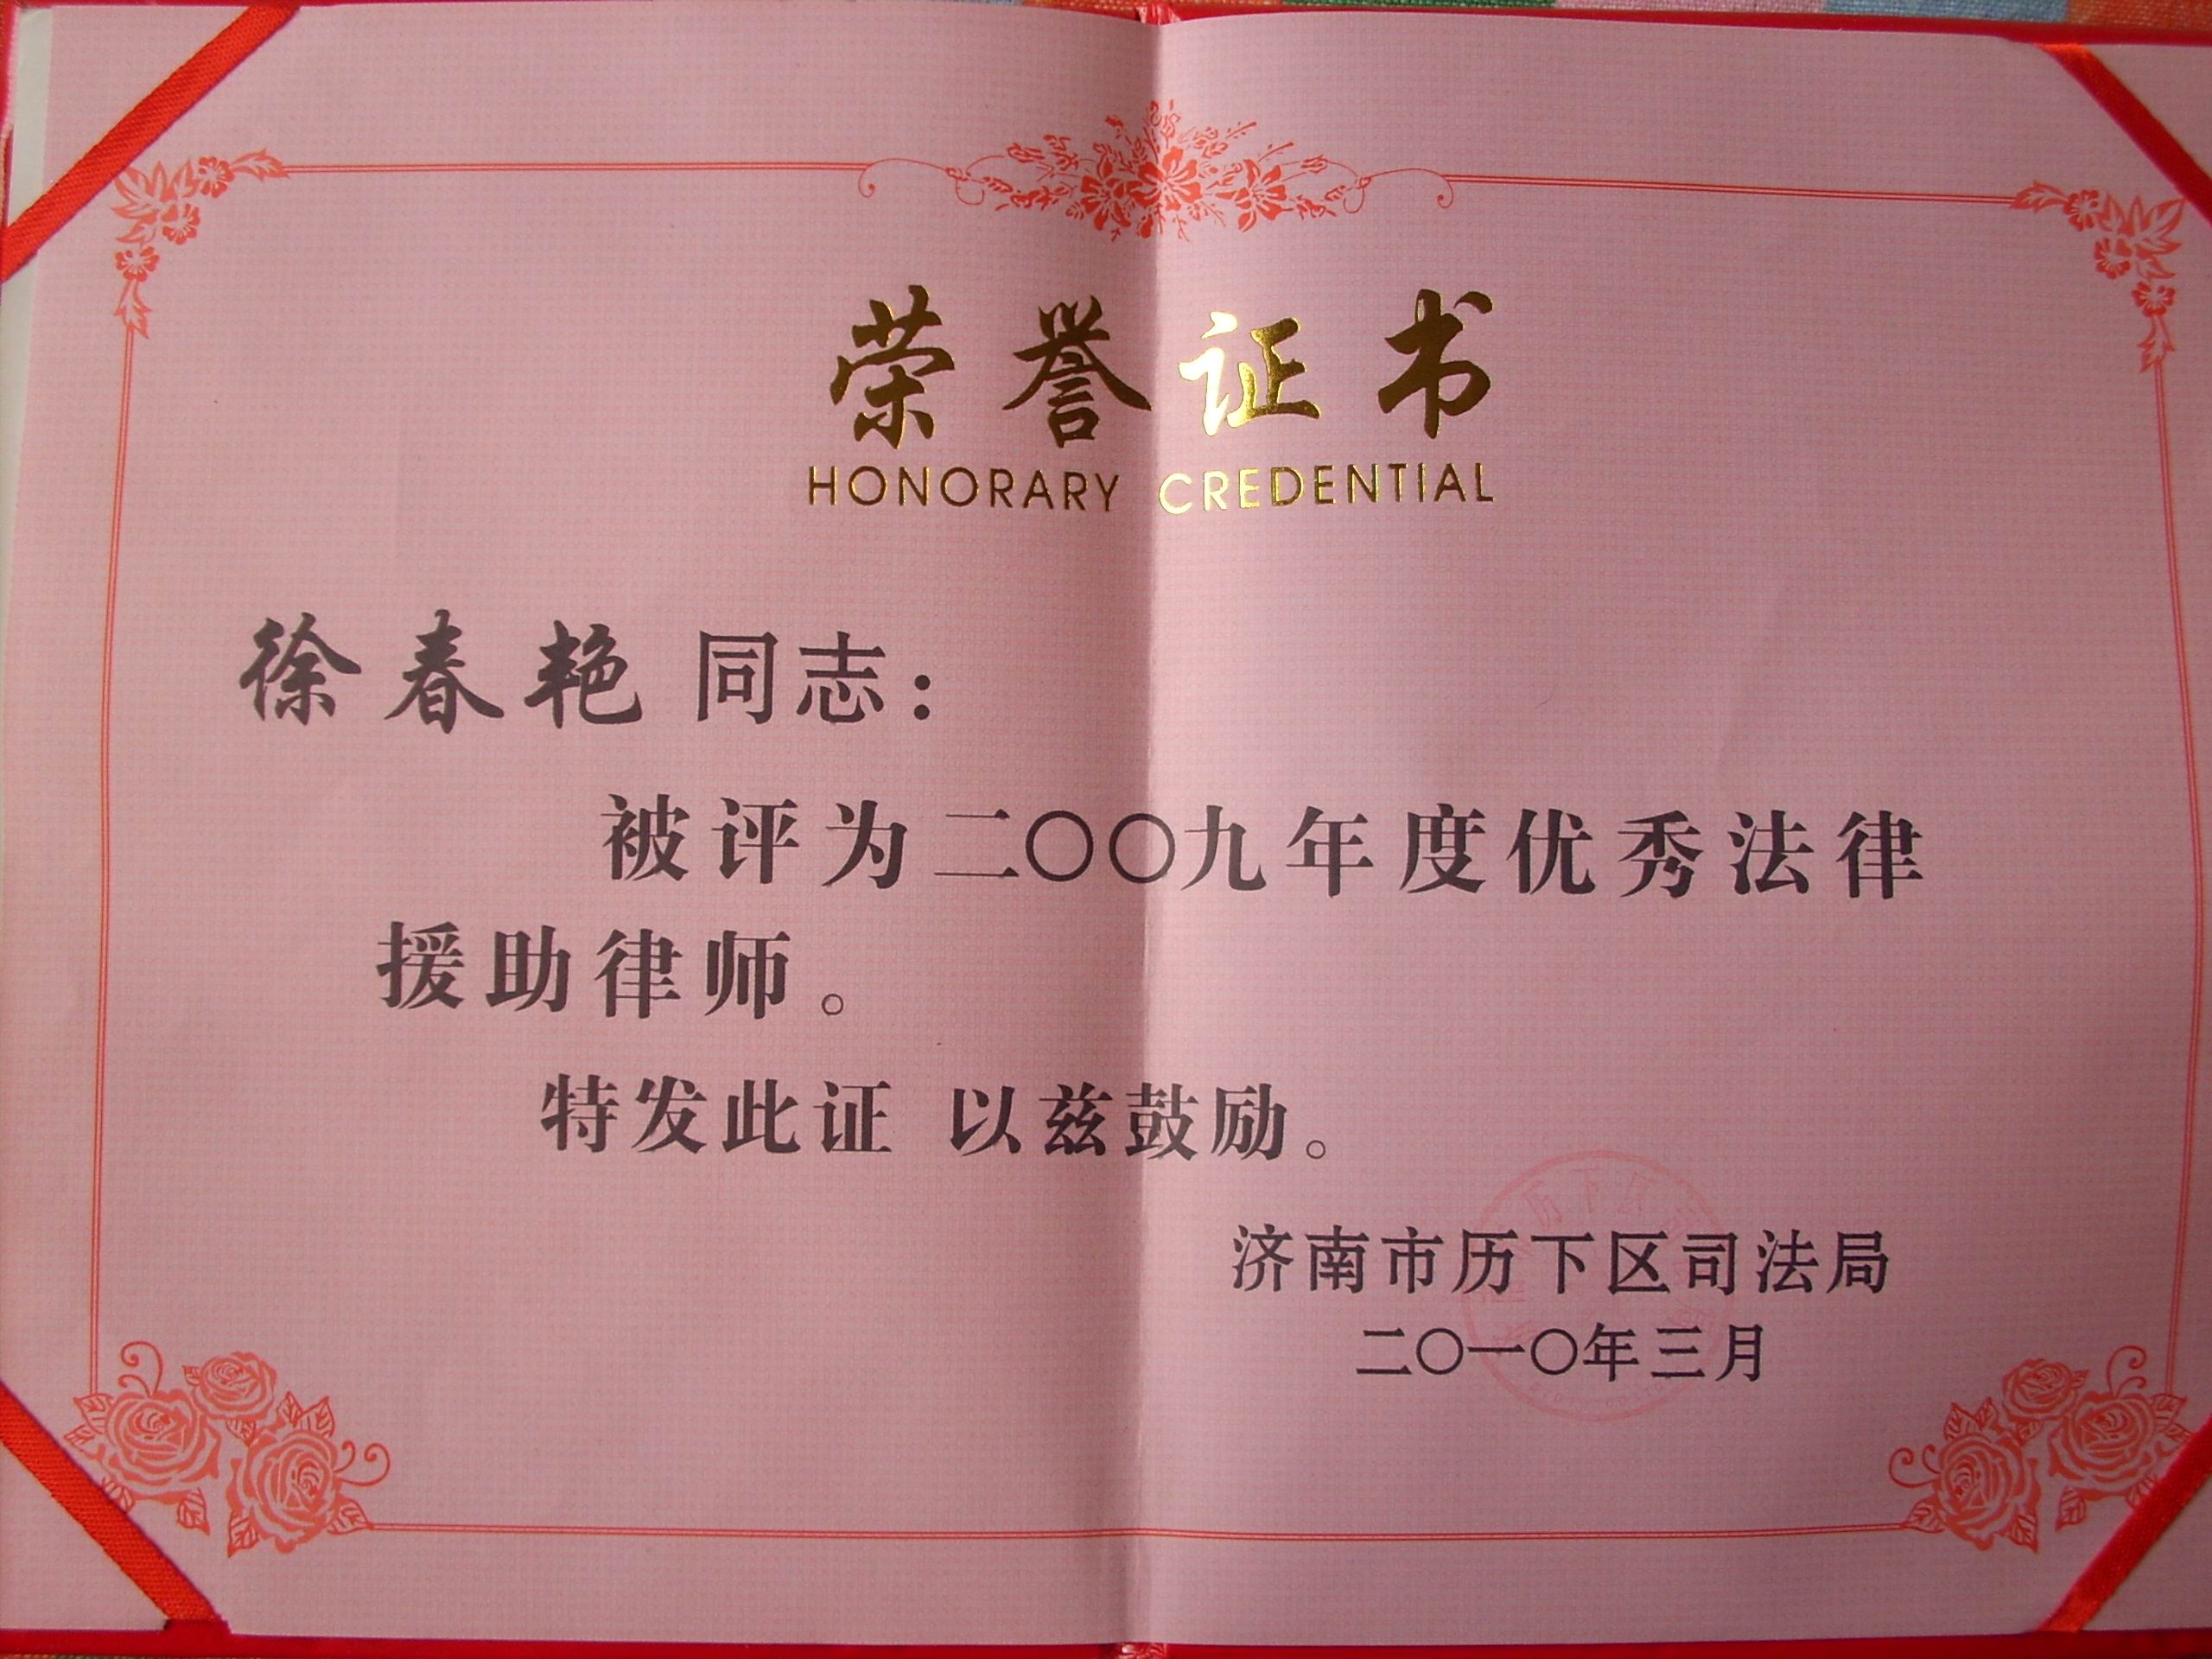 荣誉证书
HONORARY CREDENTIAL
徐春艳 同志：
被评为二〇〇九年度优秀法律
援助律师。
特发此证 以兹鼓励。
济南市历下区司法局
二〇一〇年三月